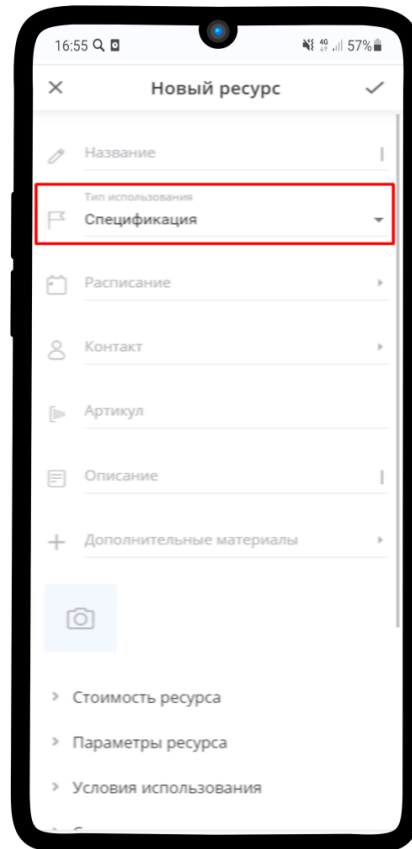 16:55
4G
57%
Новый ресурс
Название
Тип использования
Спецификация
Расписание
Контакт
Артикул
Описание
Дополнительные материалы
Стоимость ресурса
Параметры ресурса
Условия использования